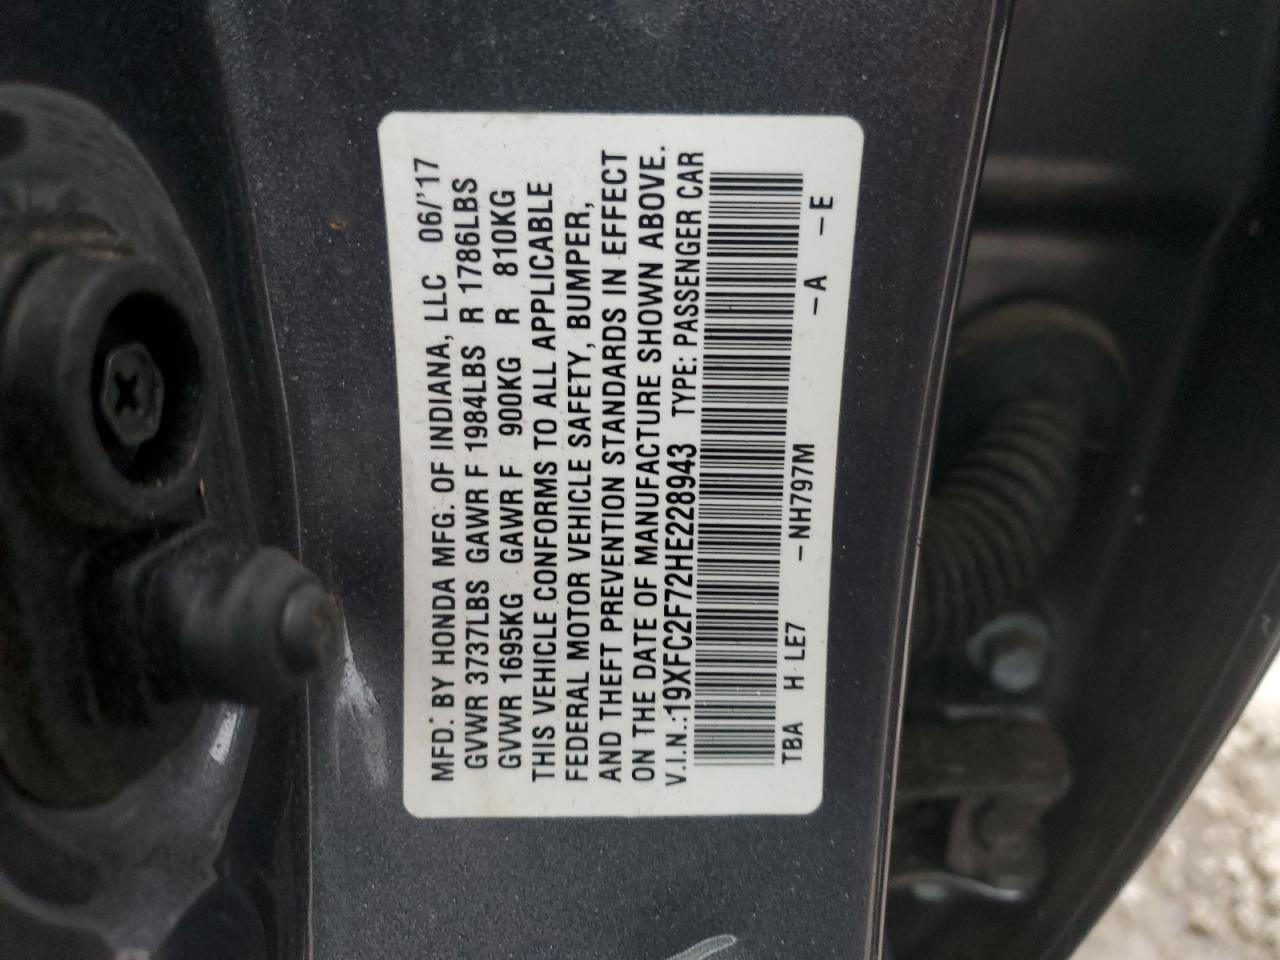 MFD. BY HONDA MFG. OF INDIANA, LLC 06/'17
GVWR 3737LBS GAWR F 1984LBS R 1786LBS
GVWR 1695KG GAWR F 900KG R 810KG
THIS VEHICLE CONFORMS TO ALL APPLICABLE
FEDERAL MOTOR VEHICLE SAFETY, BUMPER,
AND THEFT PREVENTION STANDARDS IN EFFECT
ON THE DATE OF MANUFACTURE SHOWN ABOVE.
V.I.N.:19XFC2F72HE228943 TYPE: PASSENGER CAR
TBA H LE7 -NH797M -A -E